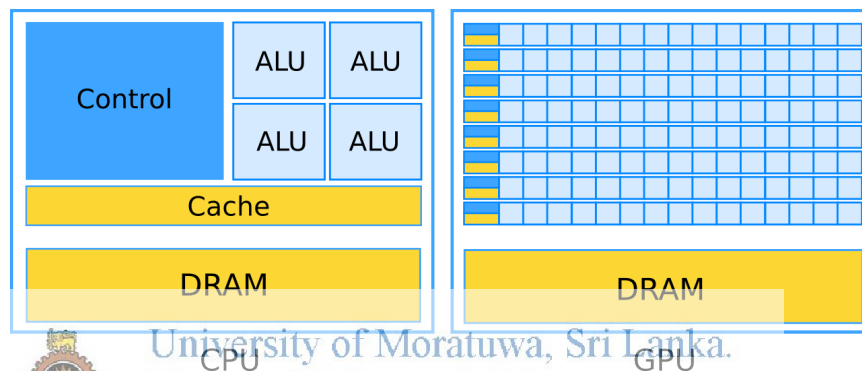 ALU ALU
Control
ALU ALU
Cache
DRAM DRAM
University of Moratuwa, Sri Lanka.
CPU GPU